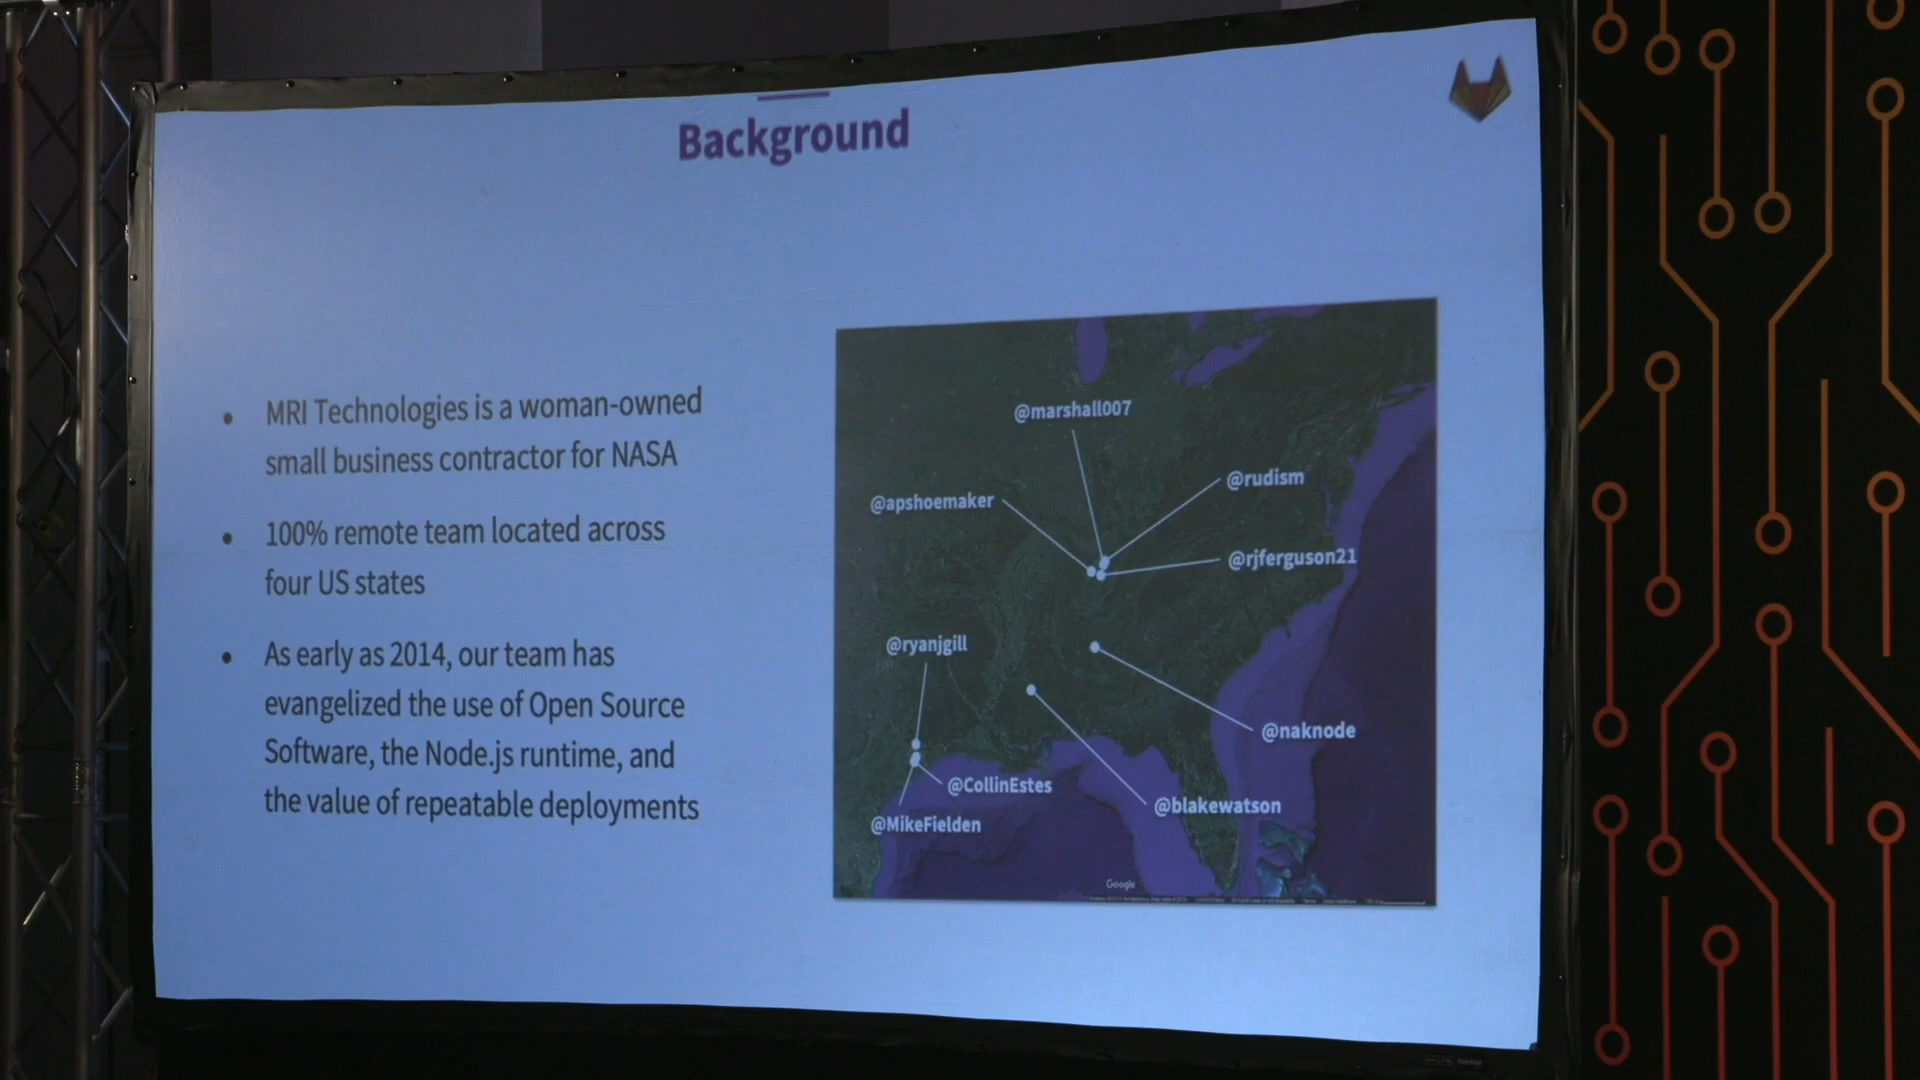 Background
• MRI Technologies is a woman-owned
small business contractor for NASA
• 100% remote team located across
four US states
• As early as 2014, our team has
evangelized the use of Open Source
Software, the Node.js runtime, and
the value of repeatable deployments
@marshall007
@rudism
@apshoemaker
@rjferguson21
@ryanjgill
@naknode
@CollinEstes
@blakewatson
@MikeFielden
Google